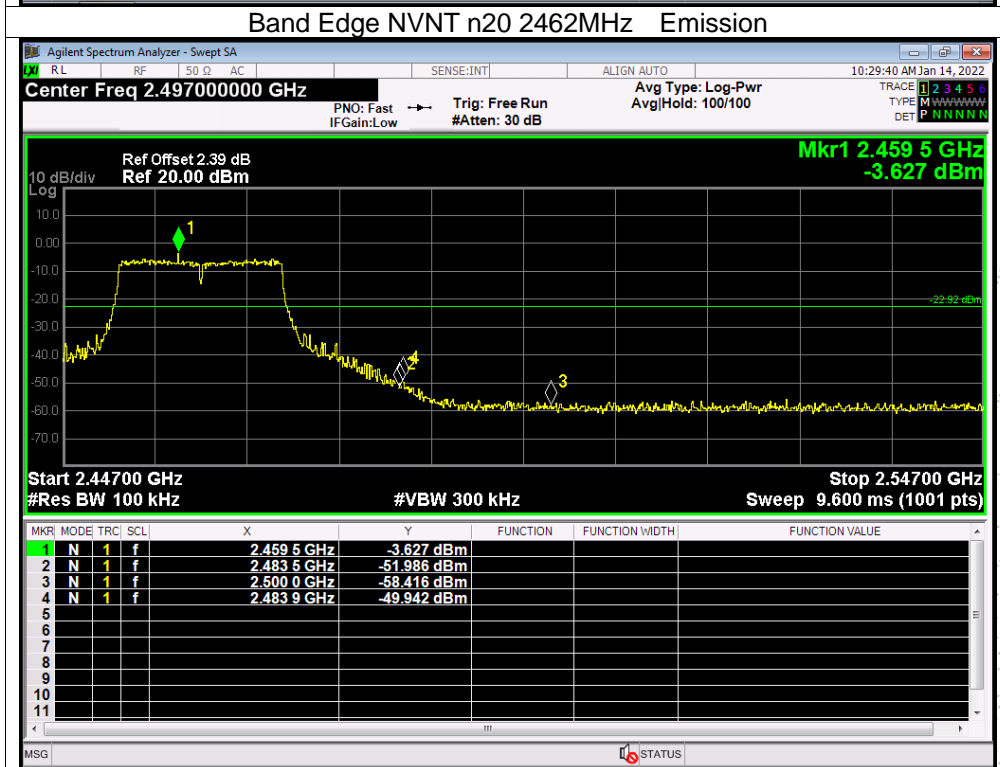 Band Edge NVNT n20 2462MHz Emission
Agilent Spectrum Analyzer - Swept SA
LXI RL RF 50 Ω AC SENSE:INT ALIGN AUTO 10:29:40 AM Jan 14, 2022
Center Freq 2.497000000 GHz Avg Type: Log-Pwr TRACE 1 2 3 4 5 6
PNO: Fast Trig: Free Run Avg|Hold: 100/100 TYPE M WWWWW
IFGain:Low #Atten: 30 dB DET P N N N N N
Mkr1 2.459 5 GHz
-3.627 dBm
Ref Offset 2.39 dB
10 dB/div Ref 20.00 dBm
Log
10.0
1
0.00
-10.0
-20.0 -22.92 dBm
-30.0
-40.0
4
2
-50.0
3
-60.0
-70.0
Start 2.44700 GHz Stop 2.54700 GHz
#Res BW 100 kHz #VBW 300 kHz Sweep 9.600 ms (1001 pts)
MKR MODE TRC SCL X Y FUNCTION FUNCTION WIDTH FUNCTION VALUE
1 N 1 f 2.459 5 GHz -3.627 dBm
2 N 1 f 2.483 5 GHz -51.986 dBm
3 N 1 f 2.500 0 GHz -58.416 dBm
4 N 1 f 2.483 9 GHz -49.942 dBm
5
6
7
8
9
10
11
MSG STATUS